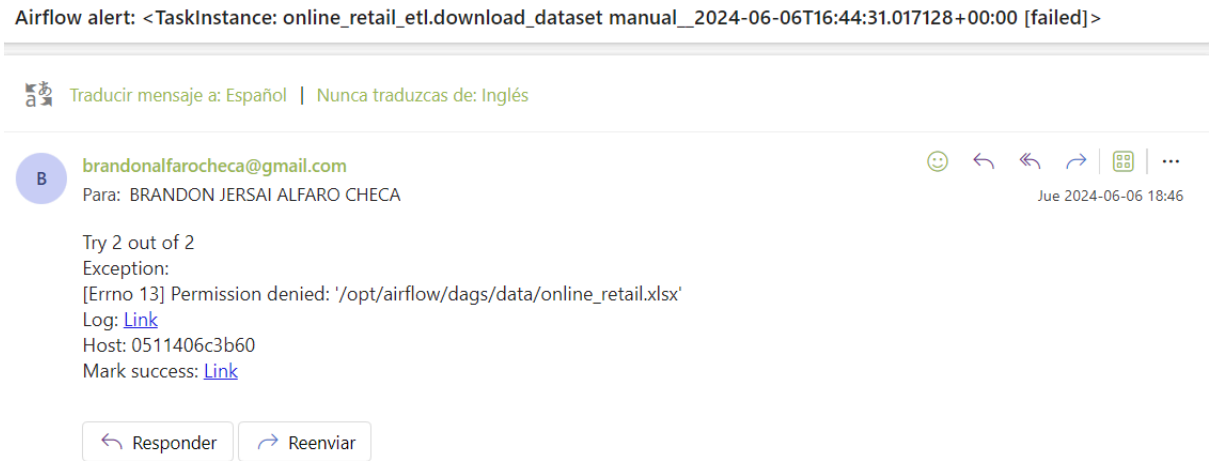 Airflow alert: <TaskInstance: online_retail_etl.download_dataset manual__2024-06-06T16:44:31.017128+00:00 [failed]>
Traducir mensaje a: Español | Nunca traduzcas de: Inglés
B
brandonalfarocheca@gmail.com
Para: BRANDON JERSAI ALFARO CHECA
Jue 2024-06-06 18:46
Try 2 out of 2
Exception:
[Errno 13] Permission denied: '/opt/airflow/dags/data/online_retail.xlsx'
Log: Link
Host: 0511406c3b60
Mark success: Link
Responder
Reenviar